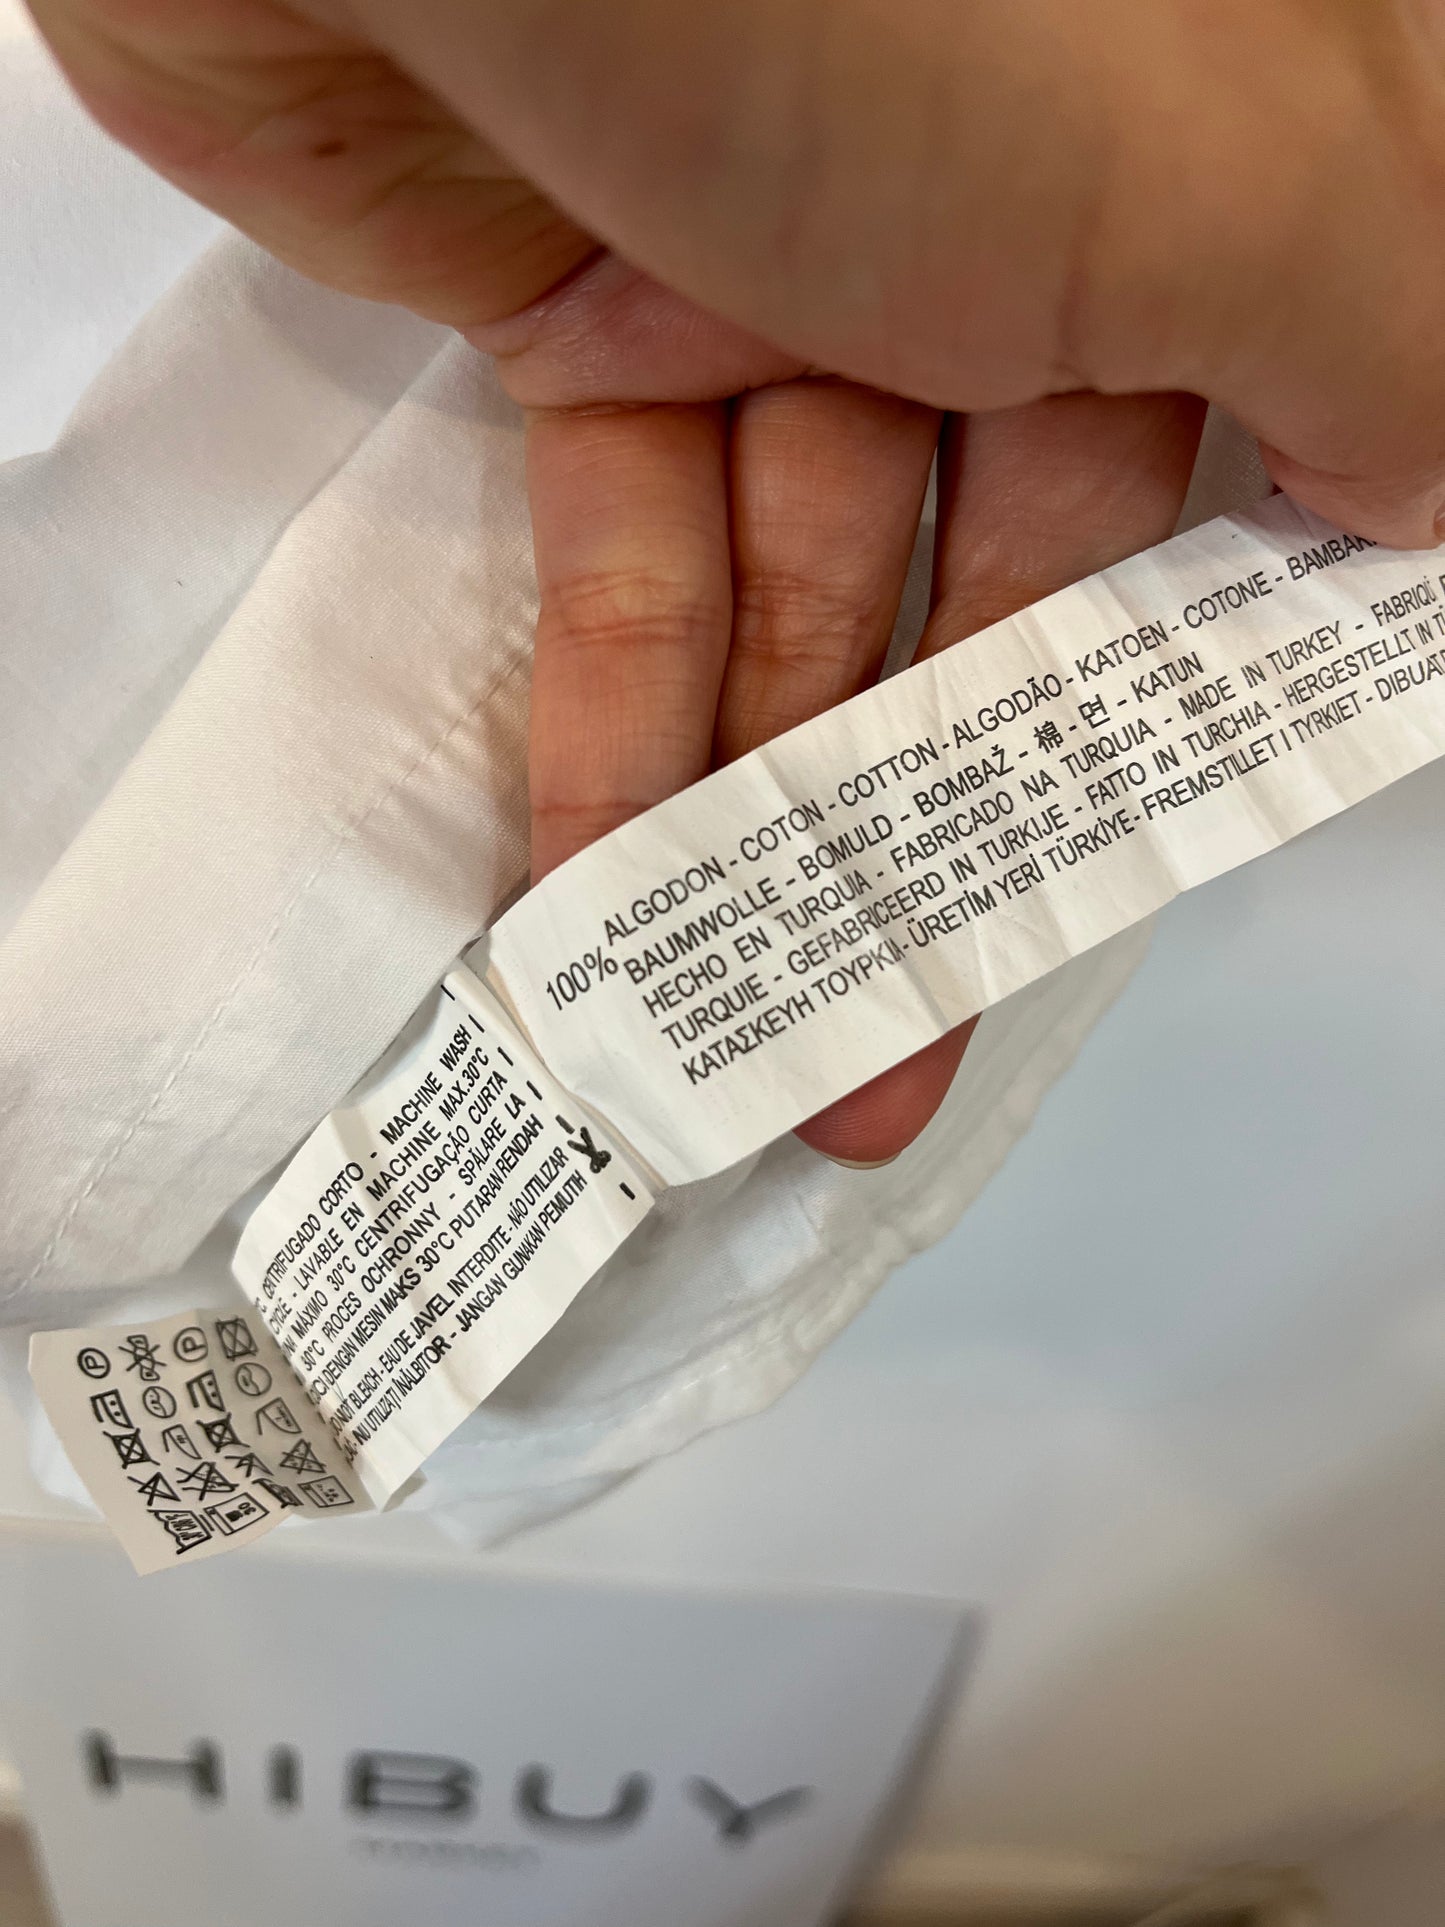 100% ALGODON - COTON - COTTON - ALGODÃO - KATOEN - COTONE - BAMBAKI
BAUMWOLLE - BOMULD - BOMBAŽ - 棉 - 면 - KATUN
HECHO EN TURQUIA - FABRICADO NA TURQUIA - MADE IN TURKEY - FABRIQÚ
TURQUIE - GEFABRICEERD IN TURKIJE - FATTO IN TURCHIA - HERGESTELLT IN
ΚΑΤΑΣΚΕΥΗ ΤΟΥΡΚΙΑ - ÜRETİM YERİ TÜRKİYE - FREMSTILLET I TYRKIET - DIBUAT
CENTRIFUGADO CORTO - MACHINE WASH
CYCLE - LAVABLE EN MACHINE MAX.30°C
MÁXIMO 30°C CENTRIFUGAÇÃO CURTA
30°C PROCES OCHRONNY - SPĂLARE LA
DENGAN MESIN MAKS 30°C PUTARAN RENDAH
DO NOT BLEACH - EAU DE JAVEL INTERDITE - NÃO UTILIZAR
NU UTILIZAȚI ÎNĂLBITOR - JANGAN GUNAKAN PEMUTIH
P P
30
HIBUY